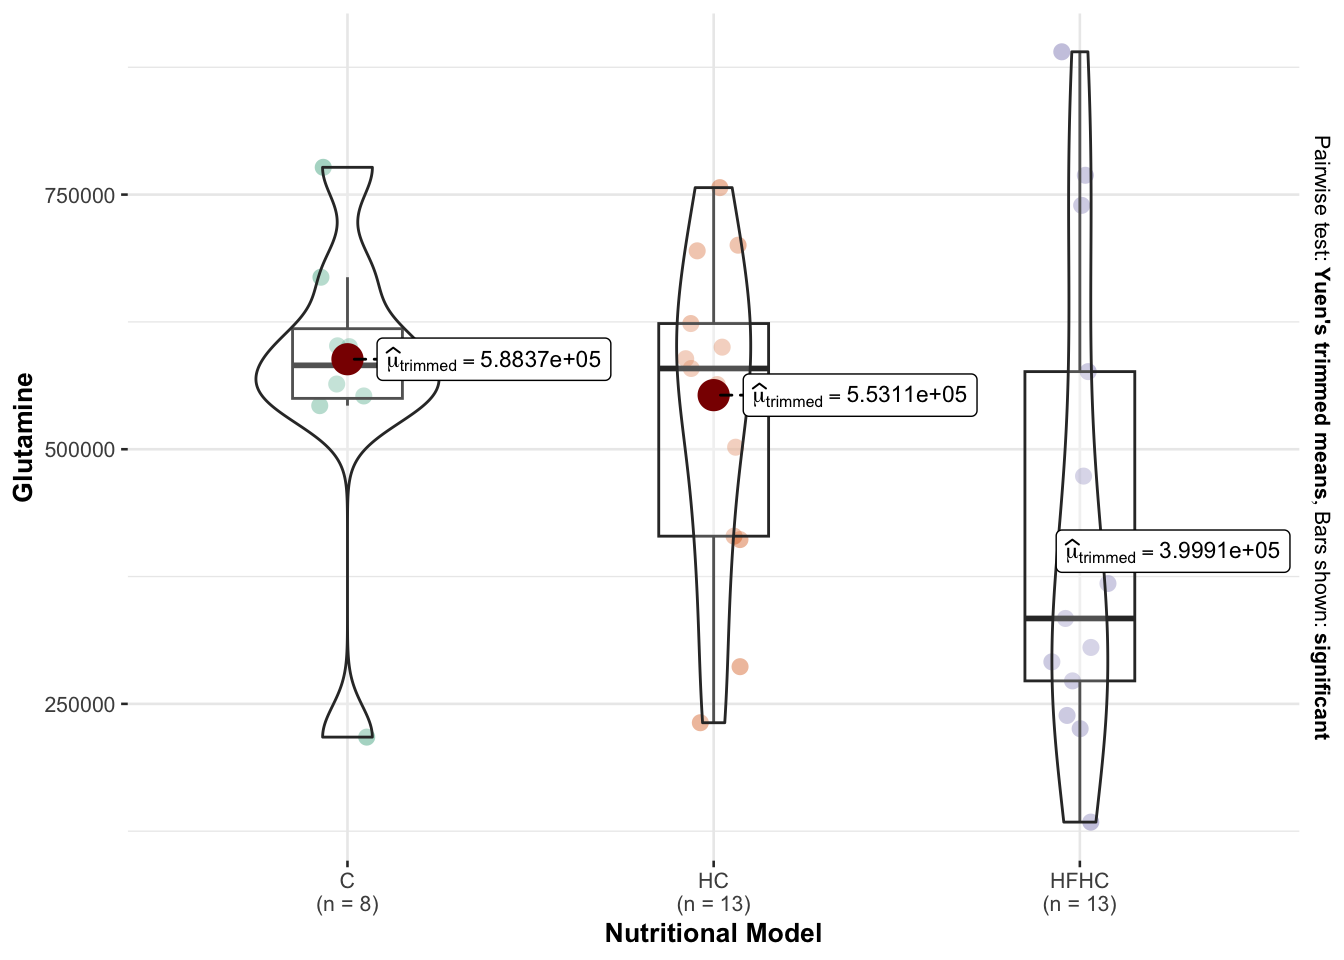 Glutamine
750000
500000
250000
μ̂trimmed = 5.8837e+05
μ̂trimmed = 5.5311e+05
μ̂trimmed = 3.9991e+05
C
(n = 8)
HC
(n = 13)
HFHC
(n = 13)
Nutritional Model
Pairwise test: Yuen's trimmed means, Bars shown: significant